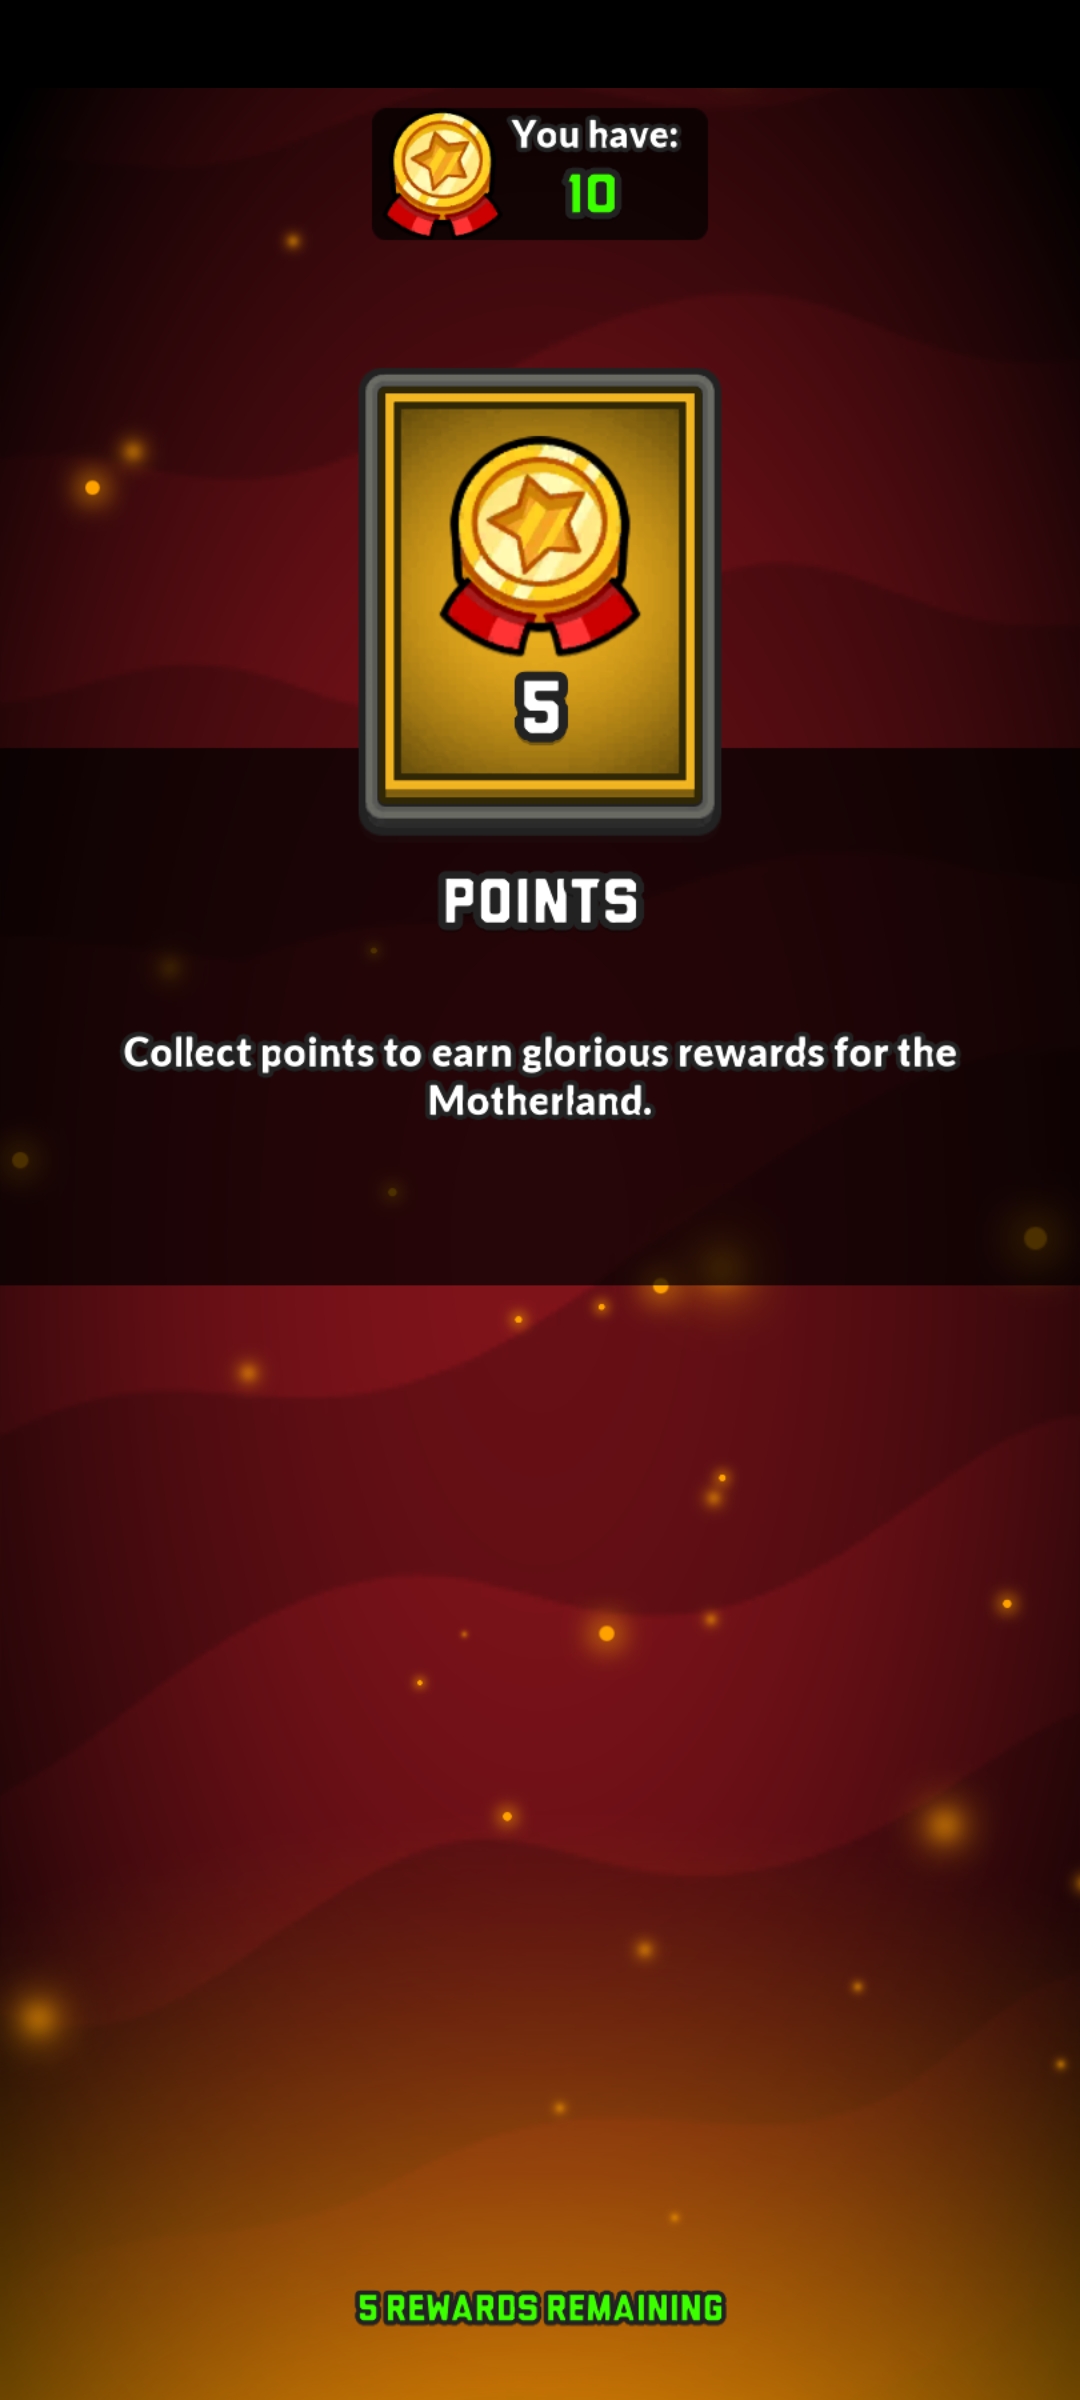 You have:
10
5
POINTS
Collect points to earn glorious rewards for the
Motherland.
5 REWARDS REMAINING